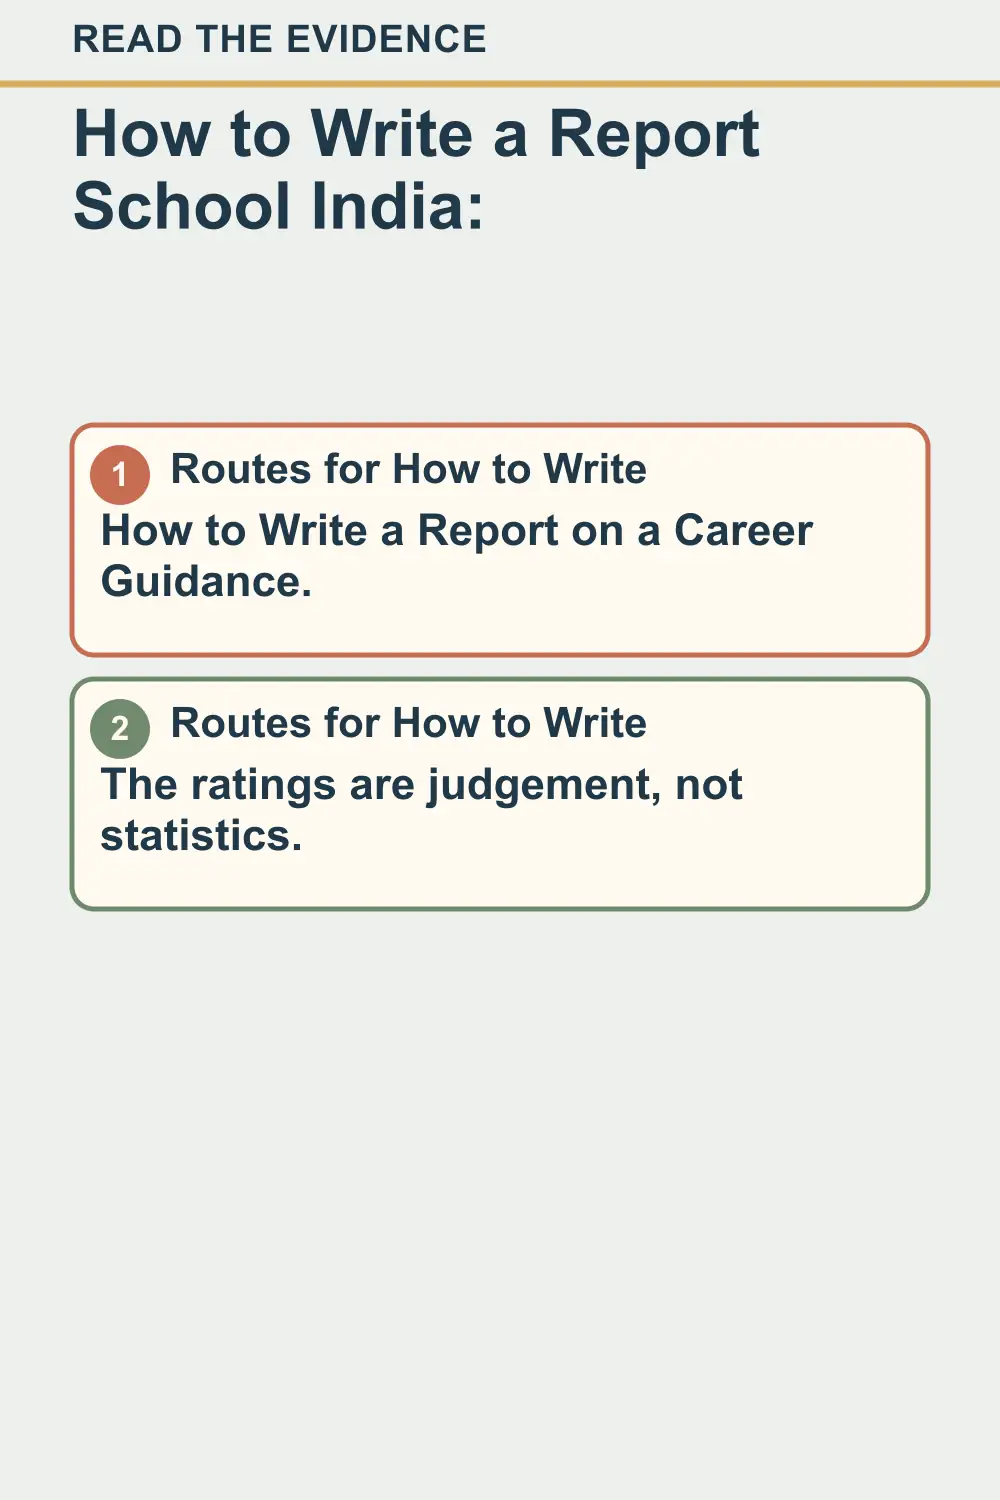 READ THE EVIDENCE
How to Write a Report
School India:
1 Routes for How to Write
How to Write a Report on a Career
Guidance.
2 Routes for How to Write
The ratings are judgement, not
statistics.